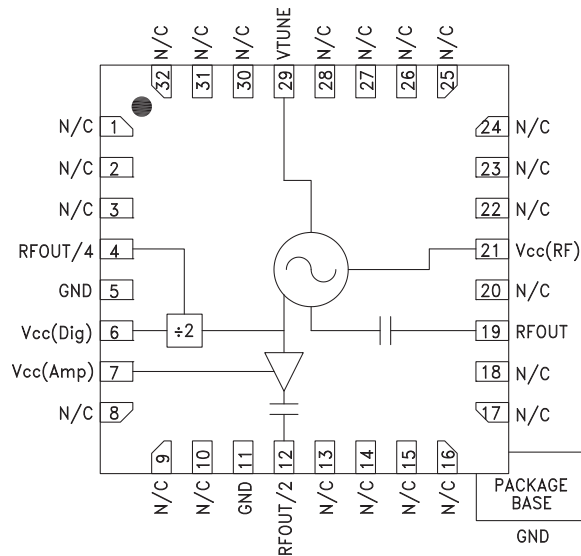 N/C
N/C
N/C
VTUNE
N/C
N/C
N/C
N/C
32
31
30
29
28
27
26
25
N/C 1
N/C 2
N/C 3
RFOUT/4 4
GND 5
Vcc(Dig) 6
Vcc(Amp) 7
N/C 8
÷2
24 N/C
23 N/C
22 N/C
21 Vcc(RF)
20 N/C
19 RFOUT
18 N/C
17 N/C
9
10
11
12
13
14
15
16
N/C
N/C
GND
RFOUT/2
N/C
N/C
N/C
N/C
PACKAGE
BASE
GND